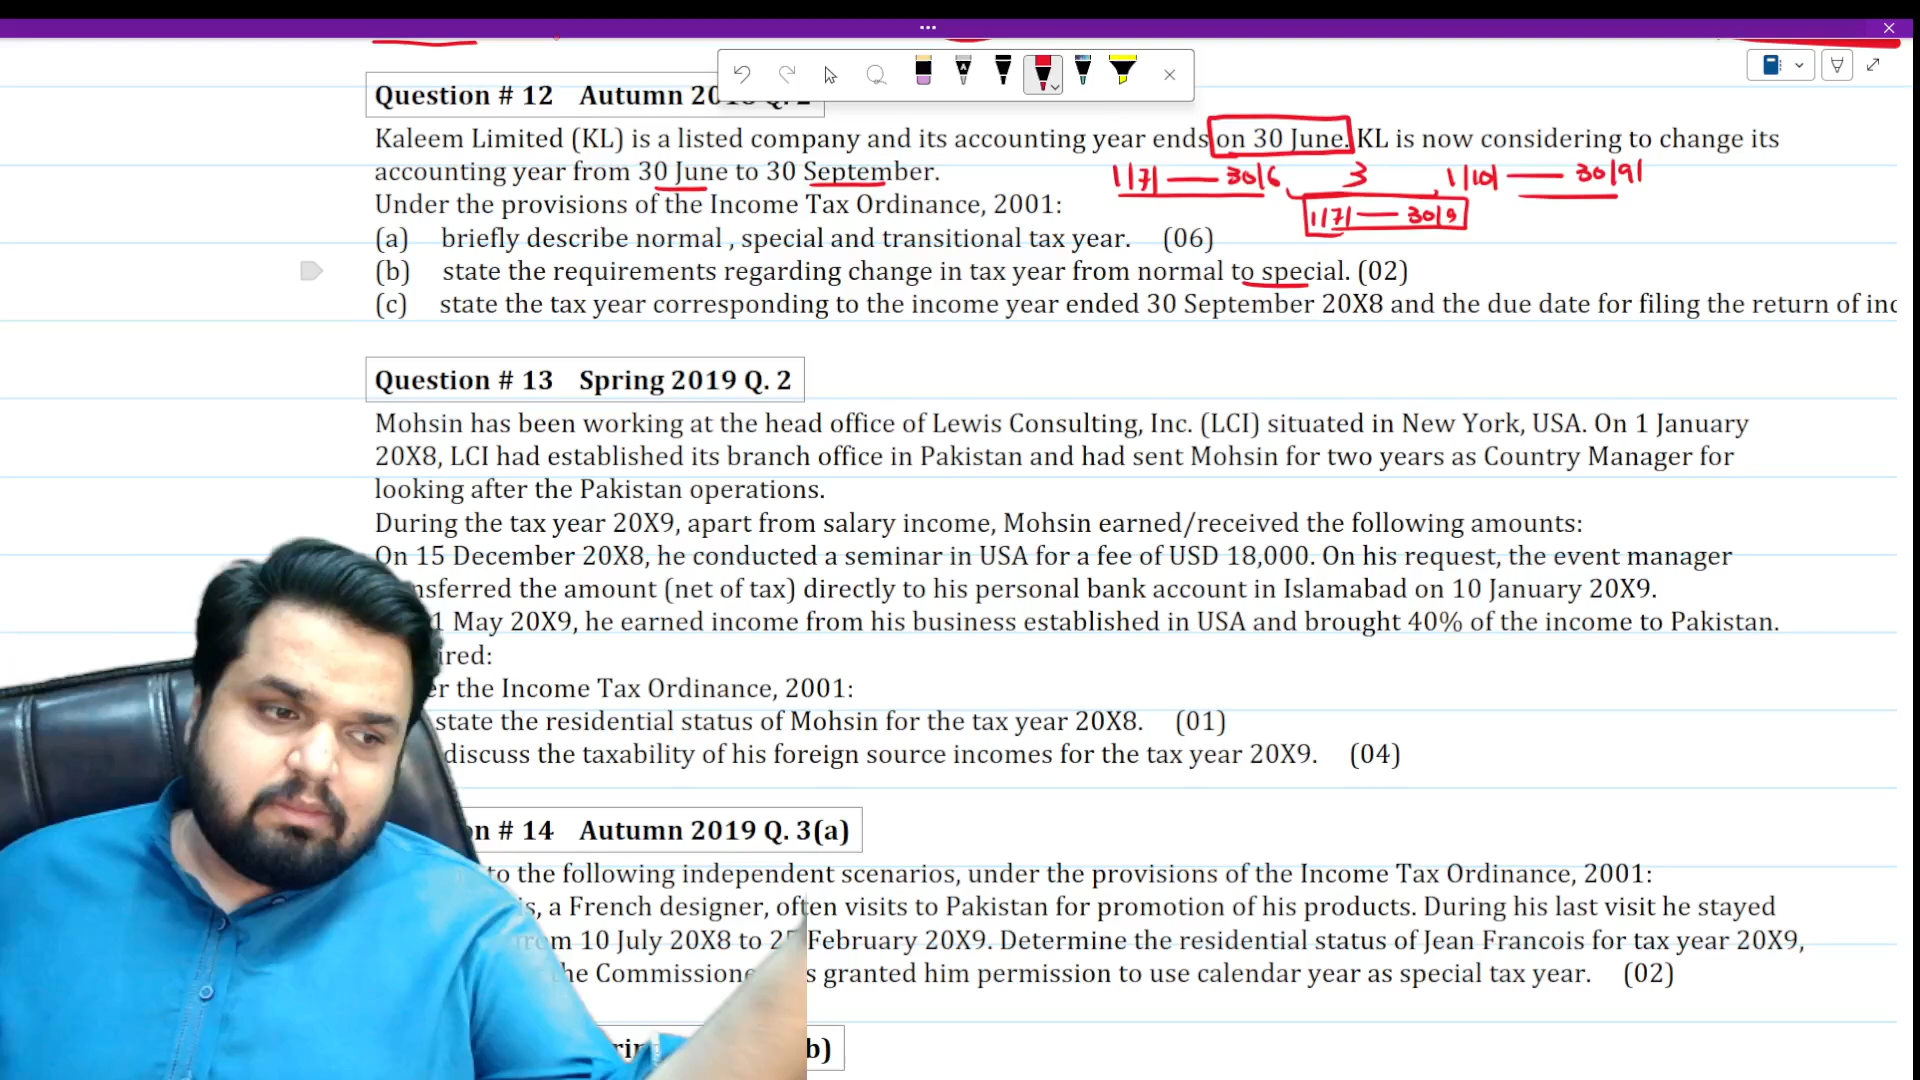 Question # 12 Autumn 2018 Q. 2
Kaleem Limited (KL) is a listed company and its accounting year ends on 30 June. KL is now considering to change its
accounting year from 30 June to 30 September.
1|7| — 30|6 3 1|10| — 30|9|
Under the provisions of the Income Tax Ordinance, 2001:
1|7| — 30|9
(a) briefly describe normal , special and transitional tax year. (06)
(b) state the requirements regarding change in tax year from normal to special. (02)
(c) state the tax year corresponding to the income year ended 30 September 20X8 and the due date for filing the return of inc
Question # 13 Spring 2019 Q. 2
Mohsin has been working at the head office of Lewis Consulting, Inc. (LCI) situated in New York, USA. On 1 January
20X8, LCI had established its branch office in Pakistan and had sent Mohsin for two years as Country Manager for
looking after the Pakistan operations.
During the tax year 20X9, apart from salary income, Mohsin earned/received the following amounts:
On 15 December 20X8, he conducted a seminar in USA for a fee of USD 18,000. On his request, the event manager
nsferred the amount (net of tax) directly to his personal bank account in Islamabad on 10 January 20X9.
1 May 20X9, he earned income from his business established in USA and brought 40% of the income to Pakistan.
ired:
er the Income Tax Ordinance, 2001:
state the residential status of Mohsin for the tax year 20X8. (01)
discuss the taxability of his foreign source incomes for the tax year 20X9. (04)
n # 14 Autumn 2019 Q. 3(a)
to the following independent scenarios, under the provisions of the Income Tax Ordinance, 2001:
s, a French designer, often visits to Pakistan for promotion of his products. During his last visit he stayed
from 10 July 20X8 to February 20X9. Determine the residential status of Jean Francois for tax year 20X9,
the Commissione s granted him permission to use calendar year as special tax year. (02)
b)